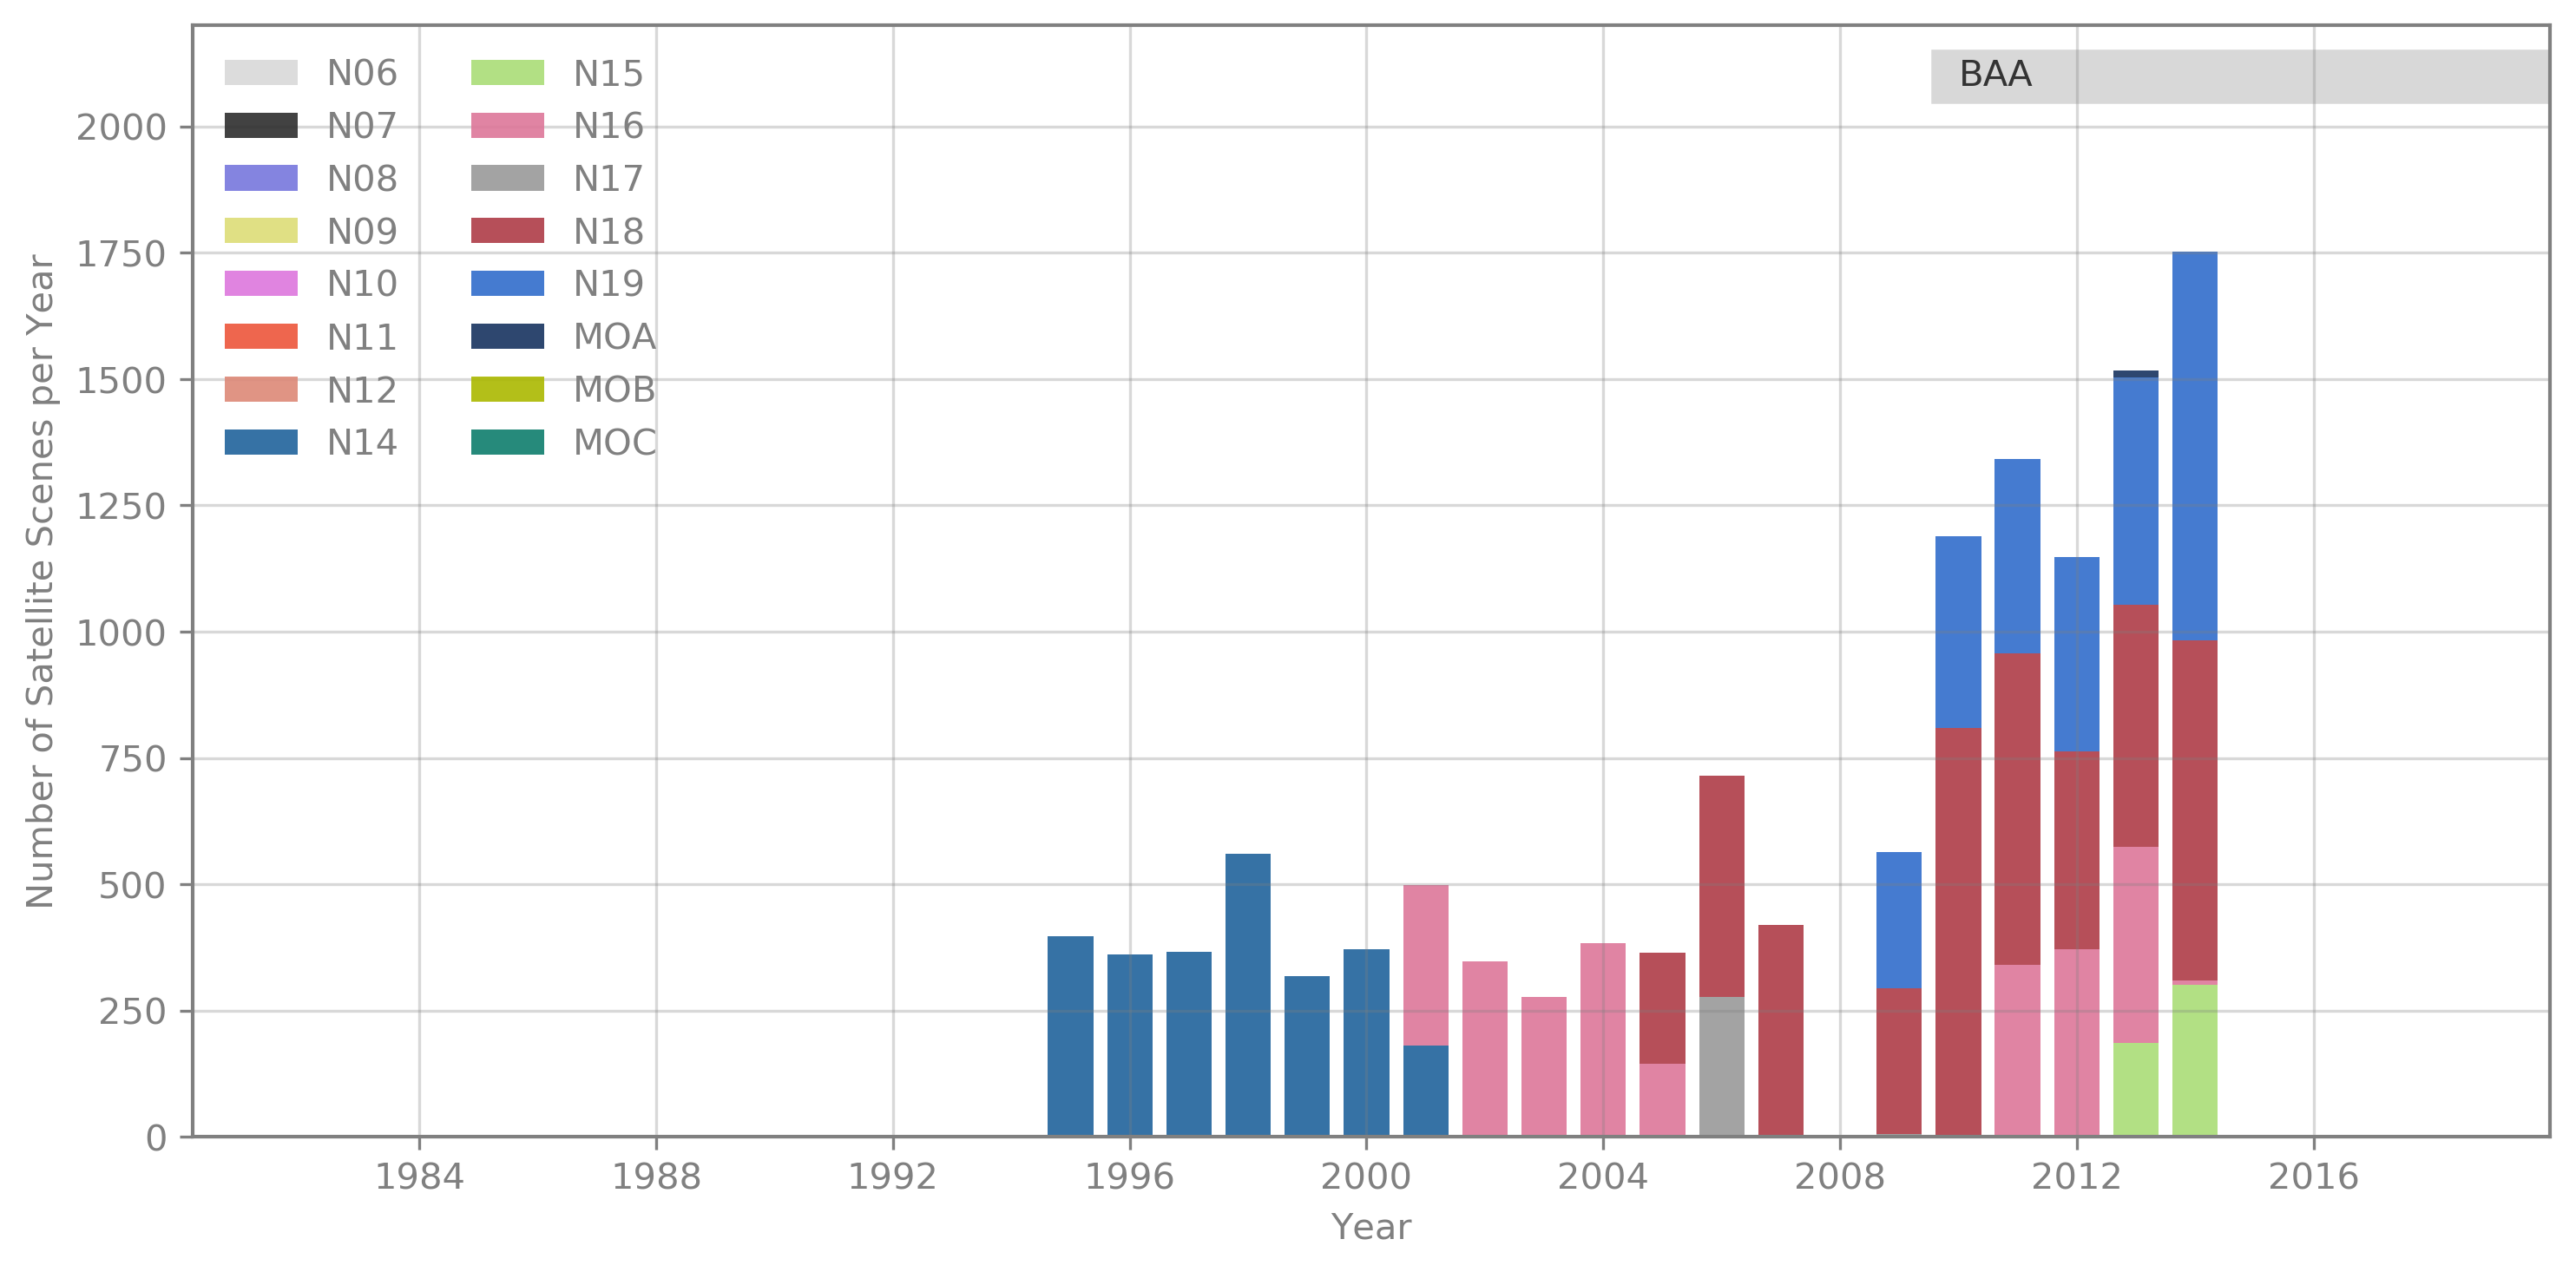 BAA
N06
N07
N08
N09
N10
N11
N12
N14
N15
N16
N17
N18
N19
MOA
MOB
MOC
Number of Satellite Scenes per Year
2000
1750
1500
1250
1000
750
500
250
0
1984 1988 1992 1996 2000 2004 2008 2012 2016
Year